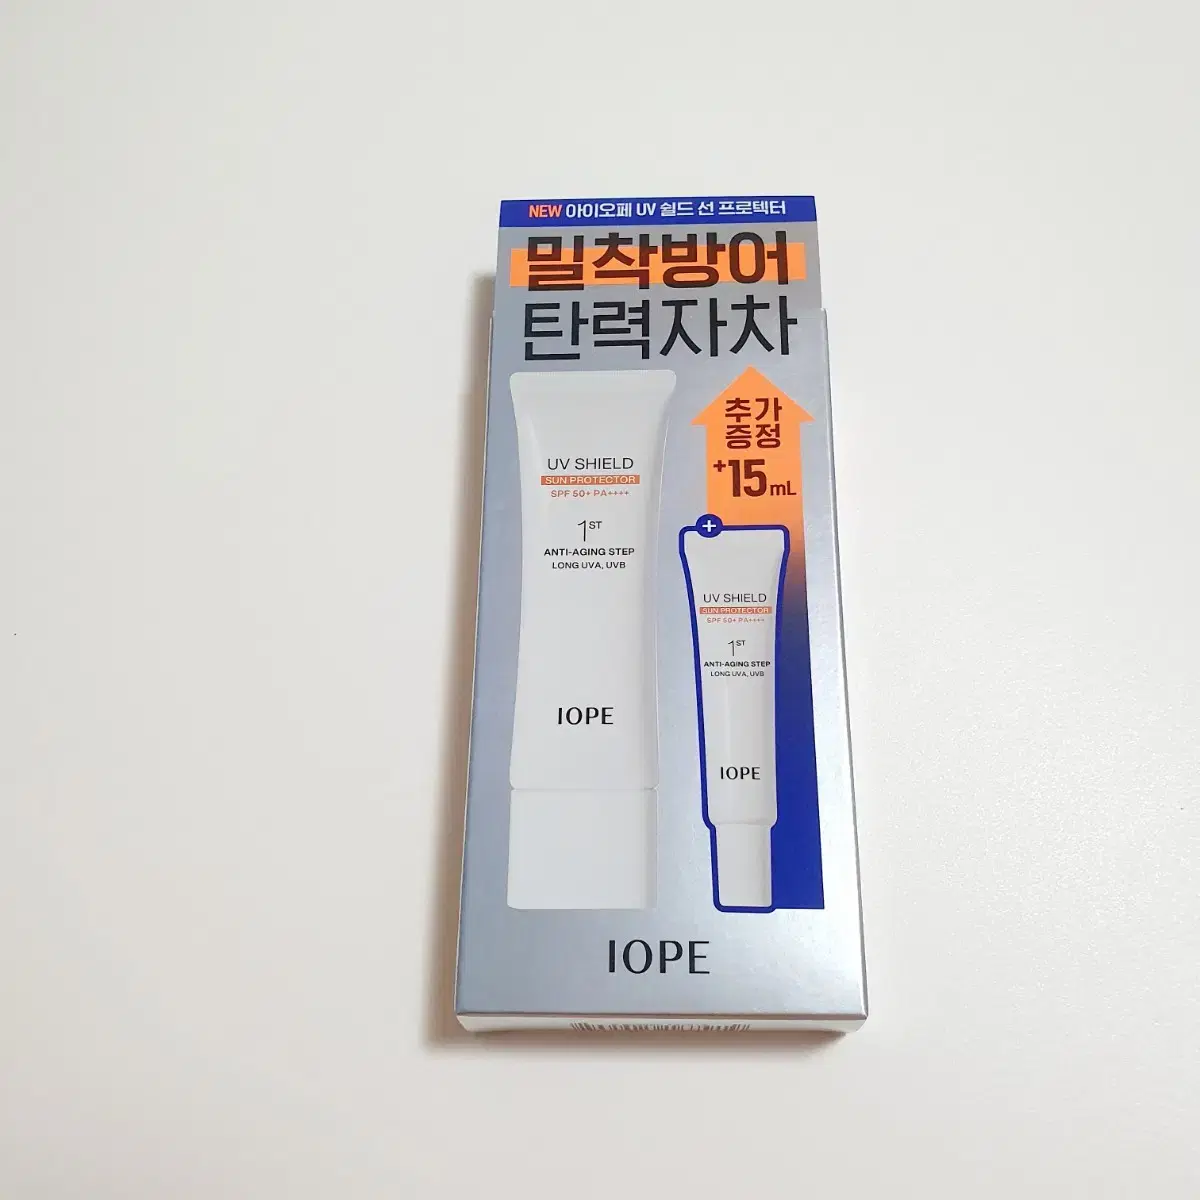 NEW 아이오페 UV 쉴드 선 프로텍터
밀착방어
탄력자차
추가
증정
+15mL
UV SHIELD
SUN PROTECTOR
SPF 50+ PA++++
1ST
ANTI-AGING STEP
LONG UVA, UVB
IOPE
+
UV SHIELD
SUN PROTECTOR
SPF 50+ PA++++
1ST
ANTI-AGING STEP
LONG UVA, UVB
IOPE
IOPE